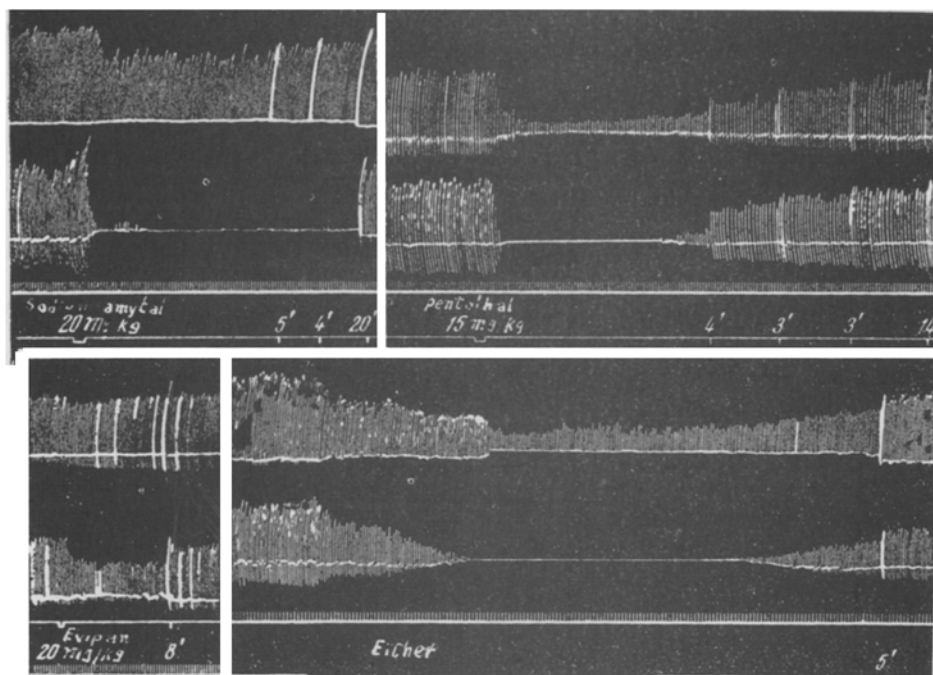 amytal
20 Mg kg 5' 4' 20'
pentothal
15 mg/kg 4' 3' 3' 14
Evipan
20 mg/kg 8'
5'